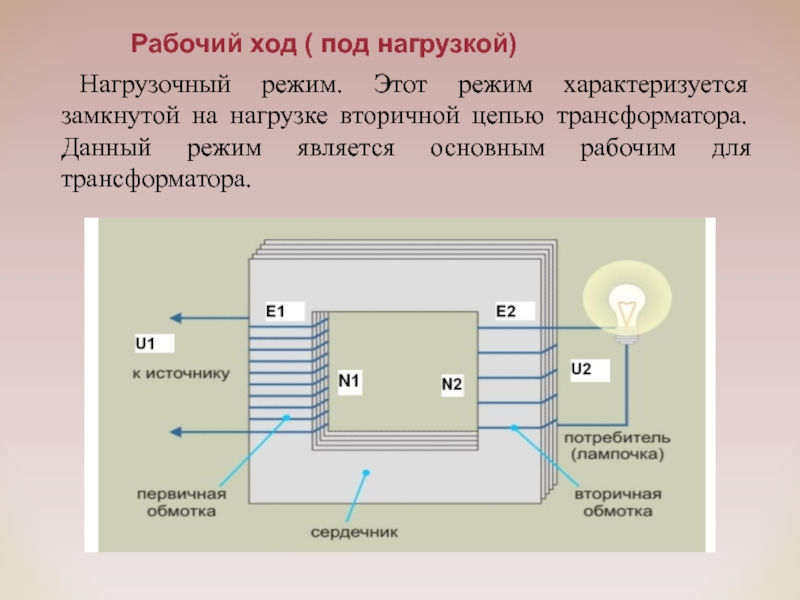 Рабочий ход ( под нагрузкой)
Нагрузочный режим. Этот режим характеризуется
замкнутой на нагрузке вторичной цепью трансформатора.
Данный режим является основным рабочим для
трансформатора.
E1
E2
U1
к источнику
N1
N2
U2
потребитель
(лампочка)
первичная
обмотка
вторичная
обмотка
сердечник